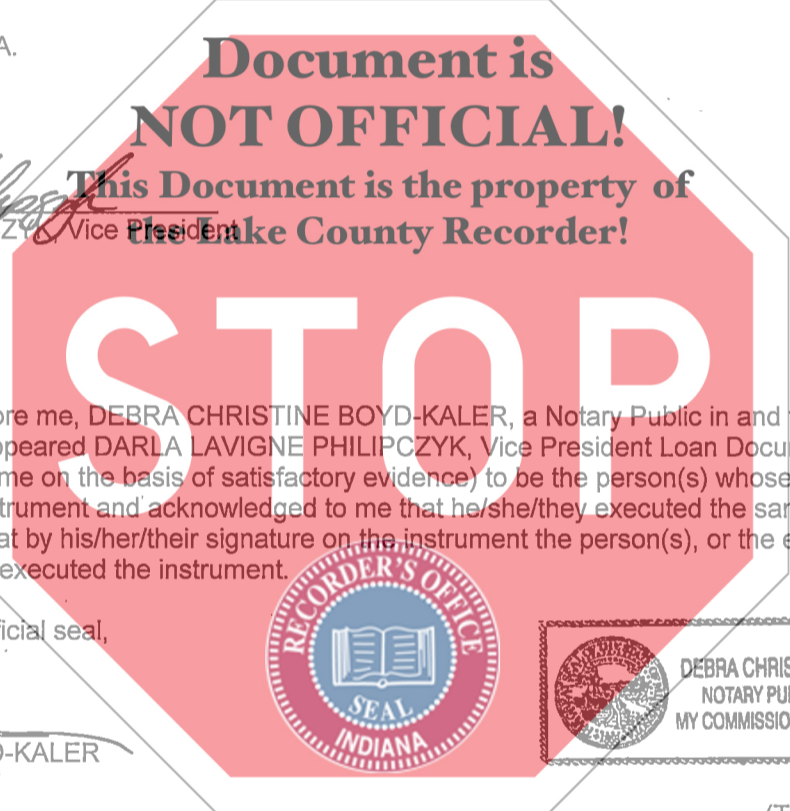 A.
Document is
NOT OFFICIAL!
This Document is the property of
the Lake County Recorder!
ZYK, Vice President
STOP
ore me, DEBRA CHRISTINE BOYD-KALER, a Notary Public in and
ppeared DARLA LAVIGNE PHILIPCZYK, Vice President Loan Docu
me on the basis of satisfactory evidence) to be the person(s) whose
trument and acknowledged to me that he/she/they executed the sar
at by his/her/their signature on the instrument the person(s), or the e
executed the instrument.
RECORDER'S OFFICE
SEAL
INDIANA
ficial seal,
DEBRA CHRIS
NOTARY PU
MY COMMISSIO
D-KALER